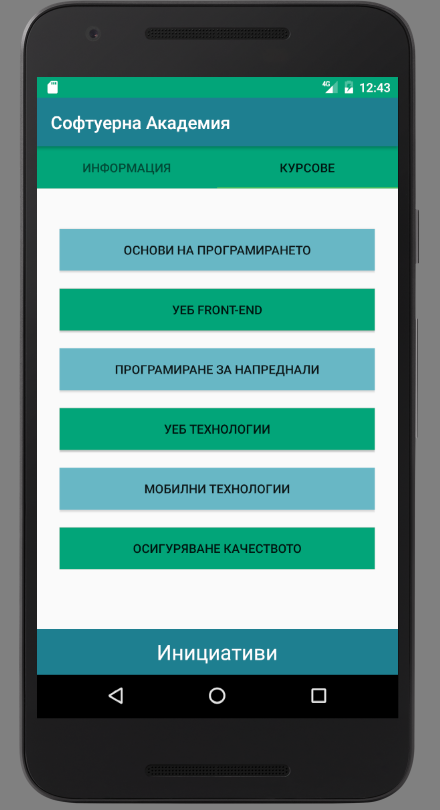 4G 12:43
Софтуерна Академия
ИНФОРМАЦИЯ КУРСОВЕ
ОСНОВИ НА ПРОГРАМИРАНЕТО
УЕБ FRONT-END
ПРОГРАМИРАНЕ ЗА НАПРЕДНАЛИ
УЕБ ТЕХНОЛОГИИ
МОБИЛНИ ТЕХНОЛОГИИ
ОСИГУРЯВАНЕ КАЧЕСТВОТО
Инициативи